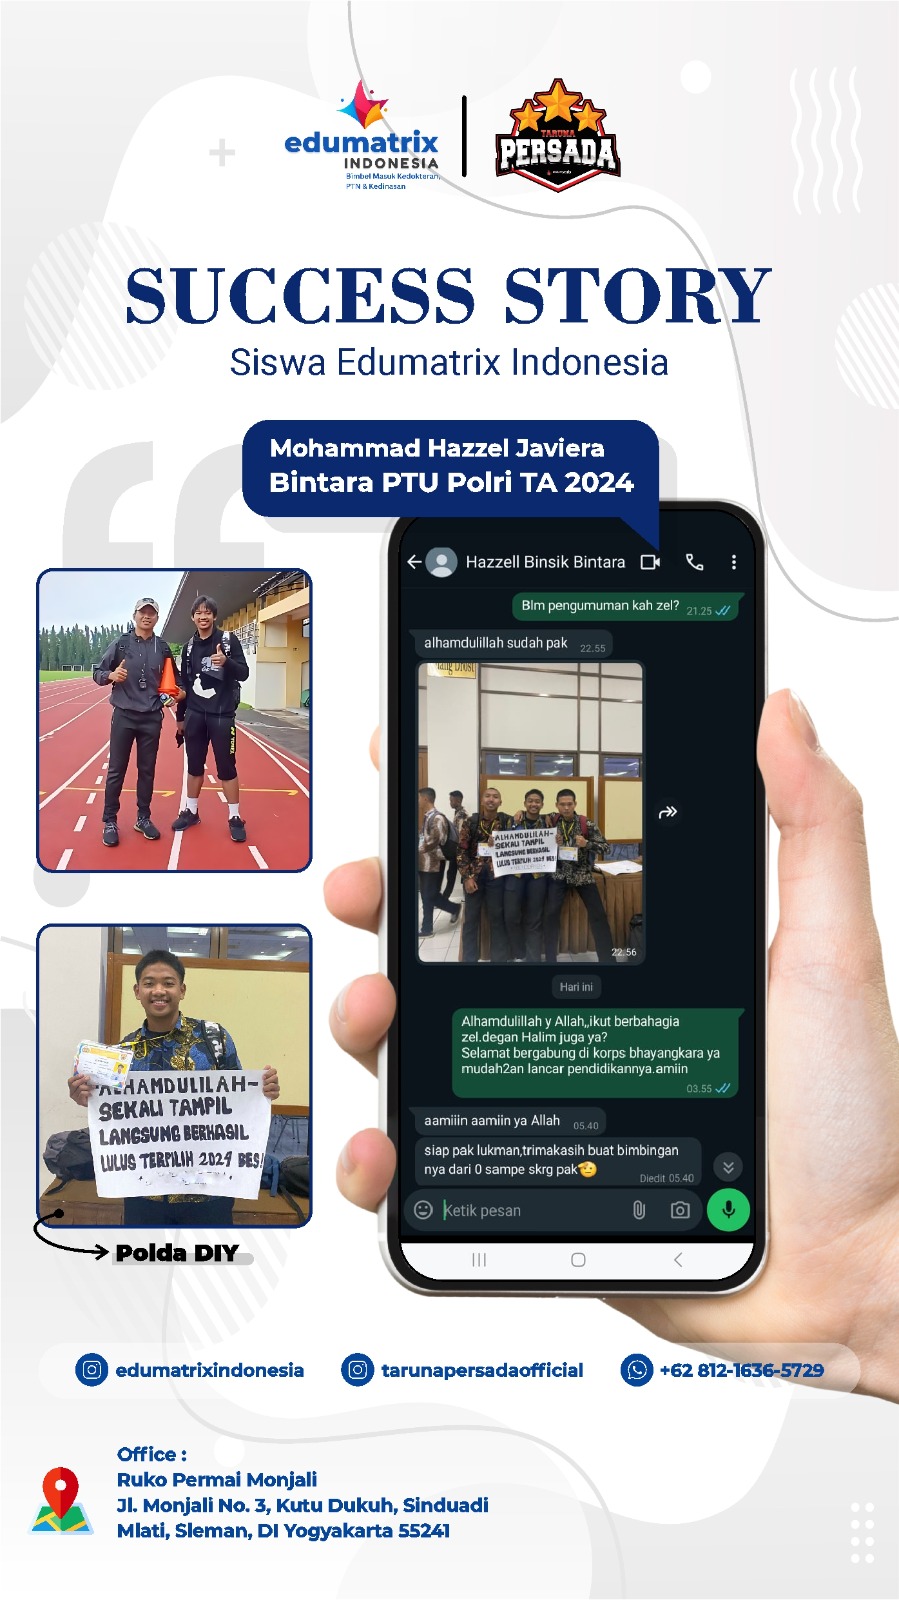 edumatrix
INDONESIA
Bimbel Masuk Kedokteran,
PTN & Kedinasan
TARUNA
PERSADA
SUCCESS STORY
Siswa Edumatrix Indonesia
Mohammad Hazzel Javiera
Bintara PTU Polri TA 2024
Hazzell Binsik Bintara
Blm pengumuman kah zel? 21.25
alhamdulillah sudah pak 22.55
ALHAMDULILAH-
SEKALI TAMPIL
LANGSUNG BERHASIL
LULUS TERPILIH 2024 BES!
22.56
Hari ini
Alhamdulillah y Allah,,ikut berbahagia
zel.degan Halim juga ya?
Selamat bergabung di korps bhayangkara ya
mudah2an lancar pendidikannya.amiin
03.55
aamiiin aamiin ya Allah 05.40
siap pak lukman,trimakasih buat bimbingan
nya dari 0 sampe skrg pak🫡
Diedit 05.40
Ketik pesan
ALHAMDULILAH-
SEKALI TAMPIL
LANGSUNG BERHASIL
LULUS TERPILIH 2024 BES!
Polda DIY
edumatrixindonesia
tarunapersadaofficial
+62 812-1636-5729
Office :
Ruko Permai Monjali
Jl. Monjali No. 3, Kutu Dukuh, Sinduadi
Mlati, Sleman, DI Yogyakarta 55241